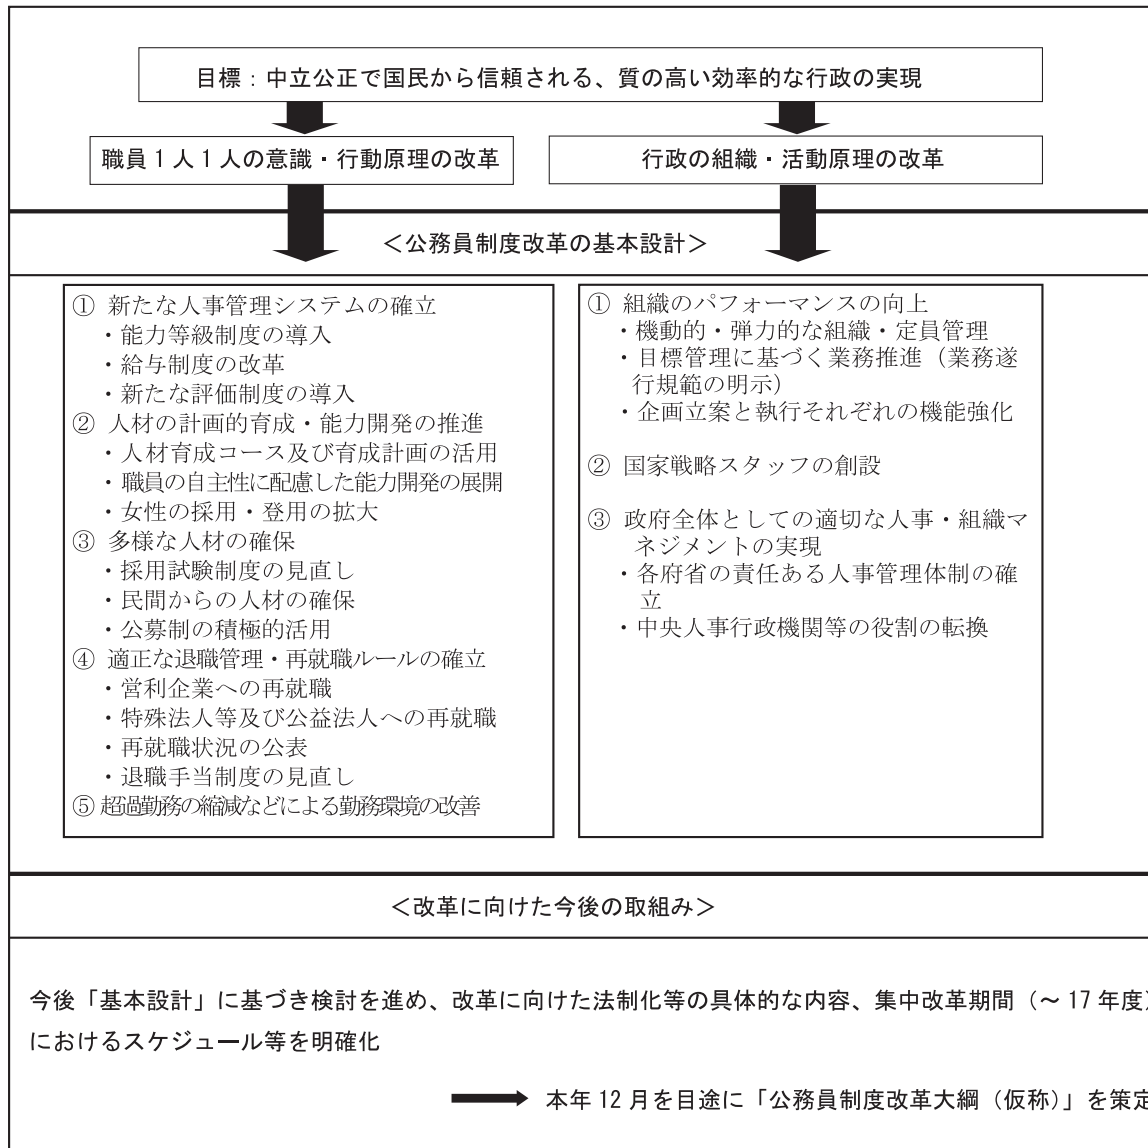 目標：中立公正で国民から信頼される、質の高い効率的な行政の実現
職員１人１人の意識・行動原理の改革
行政の組織・活動原理の改革
＜公務員制度改革の基本設計＞
① 新たな人事管理システムの確立
・能力等級制度の導入
・給与制度の改革
・新たな評価制度の導入
② 人材の計画的育成・能力開発の推進
・人材育成コース及び育成計画の活用
・職員の自主性に配慮した能力開発の展開
・女性の採用・登用の拡大
③ 多様な人材の確保
・採用試験制度の見直し
・民間からの人材の確保
・公募制の積極的活用
④ 適正な退職管理・再就職ルールの確立
・営利企業への再就職
・特殊法人等及び公益法人への再就職
・再就職状況の公表
・退職手当制度の見直し
⑤ 超過勤務の縮減などによる勤務環境の改善
① 組織のパフォーマンスの向上
・機動的・弾力的な組織・定員管理
・目標管理に基づく業務推進（業務遂
行規範の明示）
・企画立案と執行それぞれの機能強化
② 国家戦略スタッフの創設
③ 政府全体としての適切な人事・組織マ
ネジメントの実現
・各府省の責任ある人事管理体制の確
立
・中央人事行政機関等の役割の転換
＜改革に向けた今後の取組み＞
今後「基本設計」に基づき検討を進め、改革に向けた法制化等の具体的な内容、集中改革期間（～ 17 年度）
におけるスケジュール等を明確化
本年 12 月を目途に「公務員制度改革大綱（仮称）」を策定